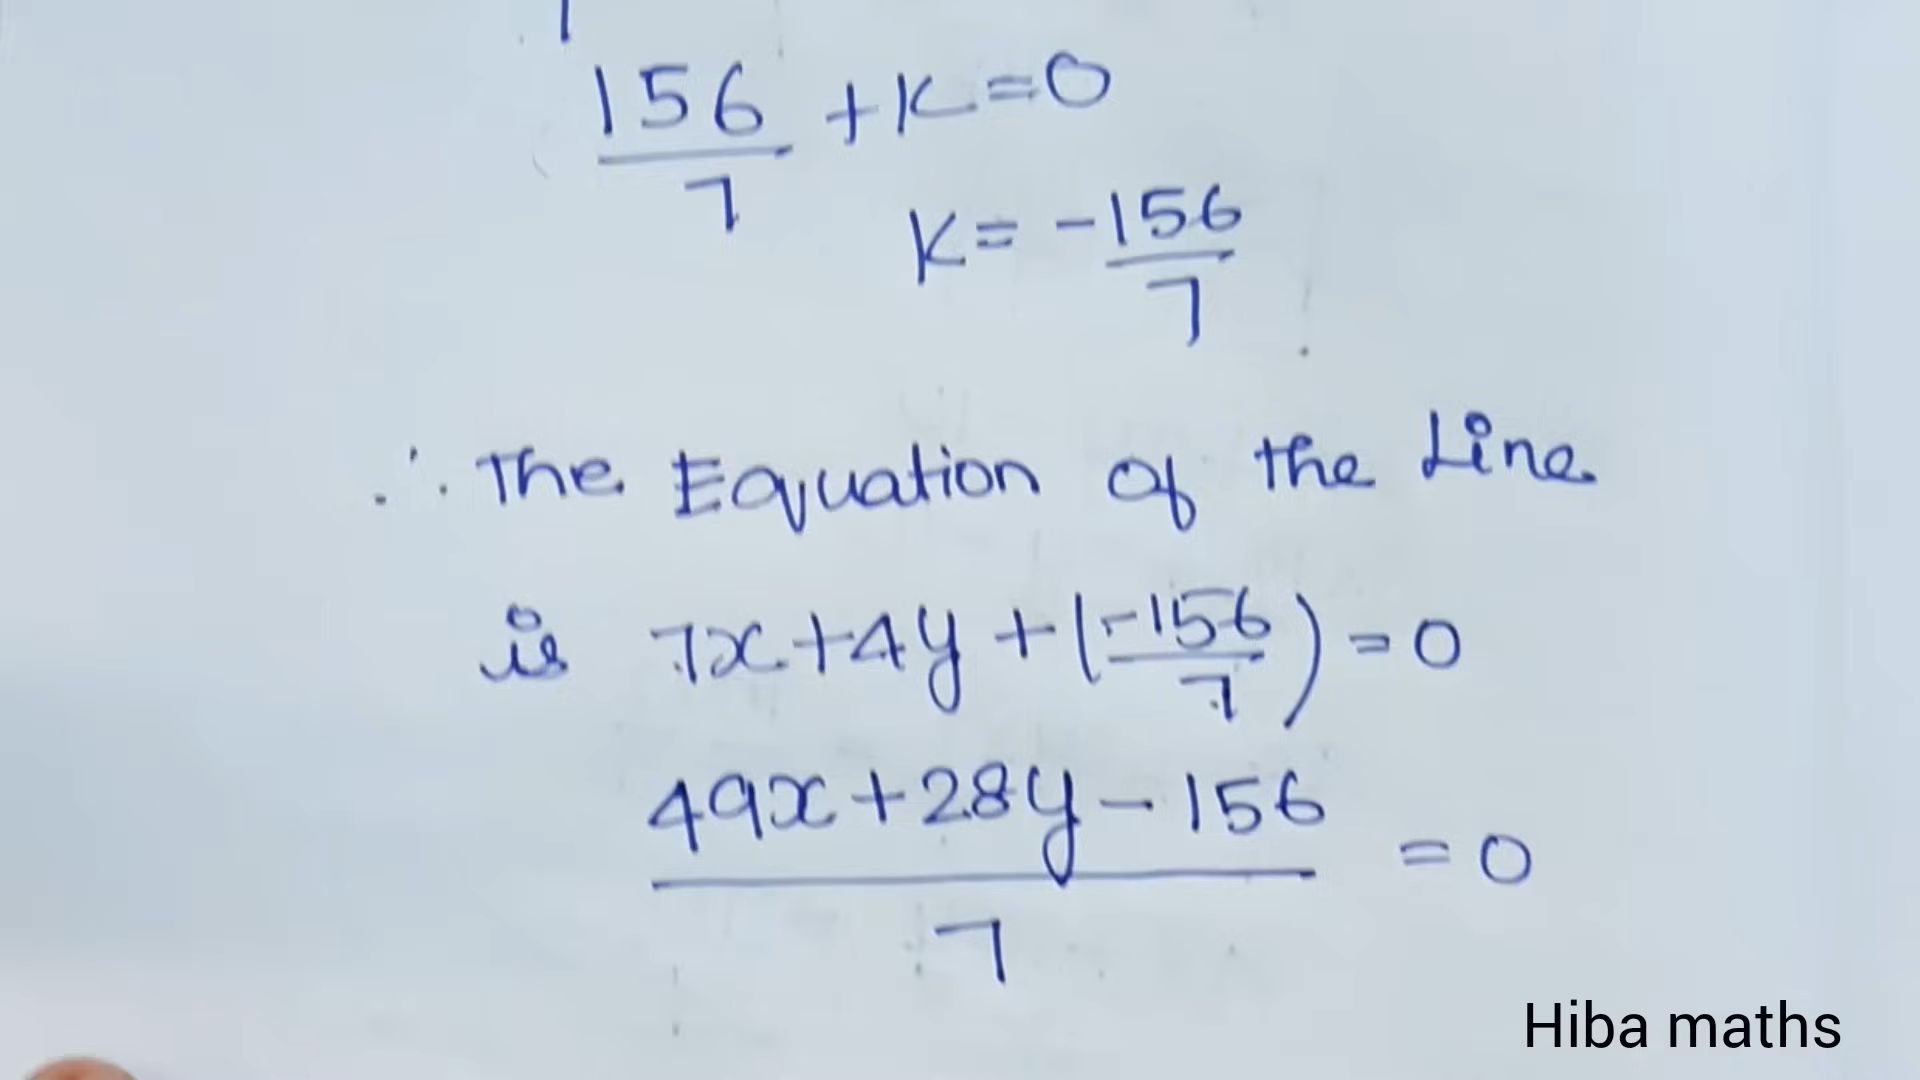 156/7 + K = 0
K = -156/7
∴ The Equation of the Line
is 7x + 4y + (-156/7) = 0
49x + 28y - 156 / 7 = 0
Hiba maths